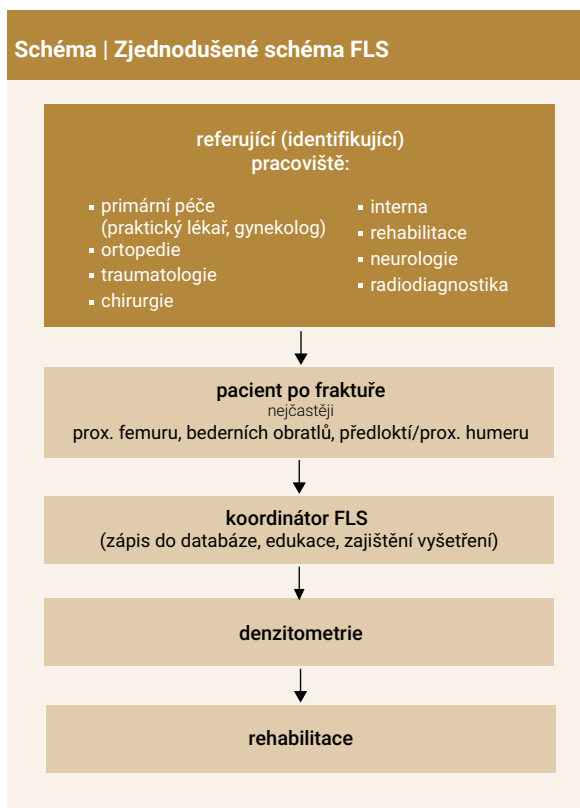 Schéma | Zjednodušené schéma FLS
referující (identifikující)
pracoviště:
▪ primární péče
(praktický lékař, gynekolog)
▪ ortopedie
▪ traumatologie
▪ chirurgie
▪ interna
▪ rehabilitace
▪ neurologie
▪ radiodiagnostika
pacient po fraktuře
nejčastěji
prox. femuru, bederních obratlů, předloktí/prox. humeru
koordinátor FLS
(zápis do databáze, edukace, zajištění vyšetření)
denzitometrie
rehabilitace